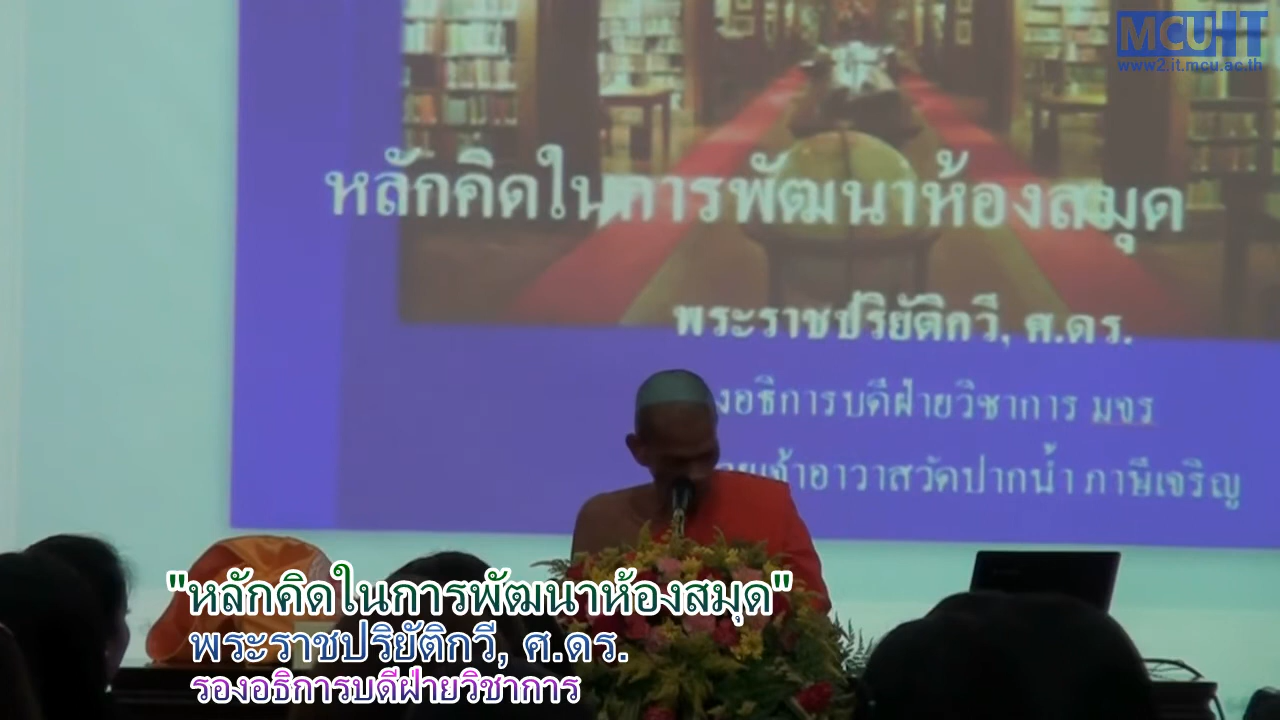 MCU IT
www2.it.mcu.ac.th
หลักคิดในการพัฒนาห้องสมุด
พระราชปริยัติกวี, ศ.ดร.
งอธิการบดีฝ่ายวิชาการ มจร
ยเจ้าอาวาสวัดปากน้ำ ภาษีเจริญ
"หลักคิดในการพัฒนาห้องสมุด"
พระราชปริยัติกวี, ศ.ดร.
รองอธิการบดีฝ่ายวิชาการ